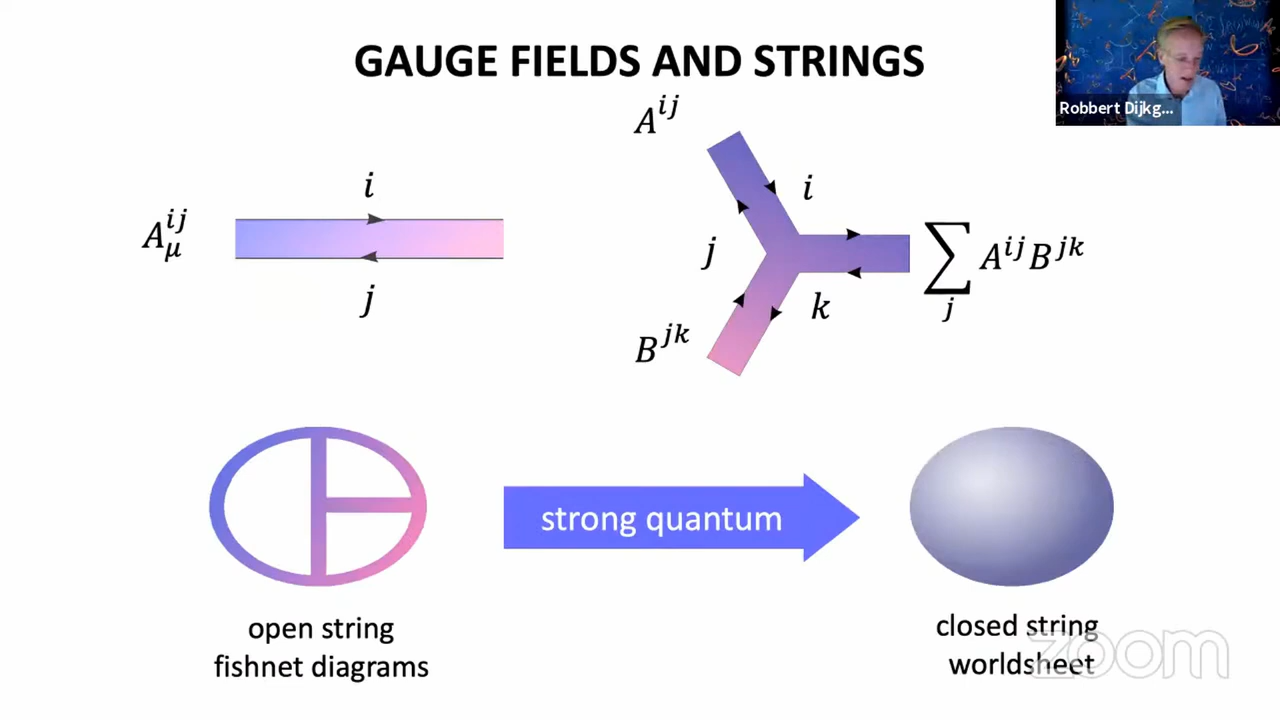 GAUGE FIELDS AND STRINGS
Robbert Dijkg...
A^{ij}
i
A_μ^{ij}
j
i
j
k
∑_j A^{ij} B^{jk}
B^{jk}
strong quantum
open string
fishnet diagrams
closed string
worldsheet
zoom